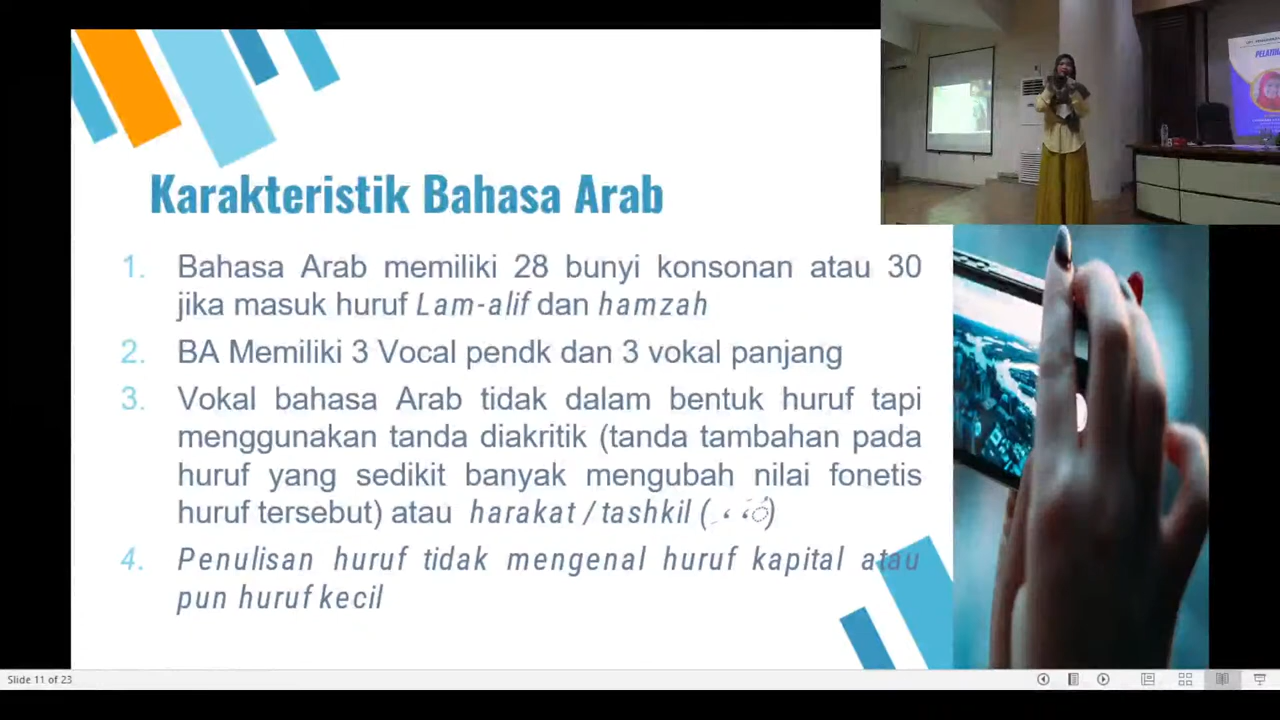 Karakteristik Bahasa Arab
1. Bahasa Arab memiliki 28 bunyi konsonan atau 30
jika masuk huruf Lam-alif dan hamzah
2. BA Memiliki 3 Vocal pendk dan 3 vokal panjang
3. Vokal bahasa Arab tidak dalam bentuk huruf tapi
menggunakan tanda diakritik (tanda tambahan pada
huruf yang sedikit banyak mengubah nilai fonetis
huruf tersebut) atau harakat / tashkil
4. Penulisan huruf tidak mengenal huruf kapital atau
pun huruf kecil
Slide 11 of 23